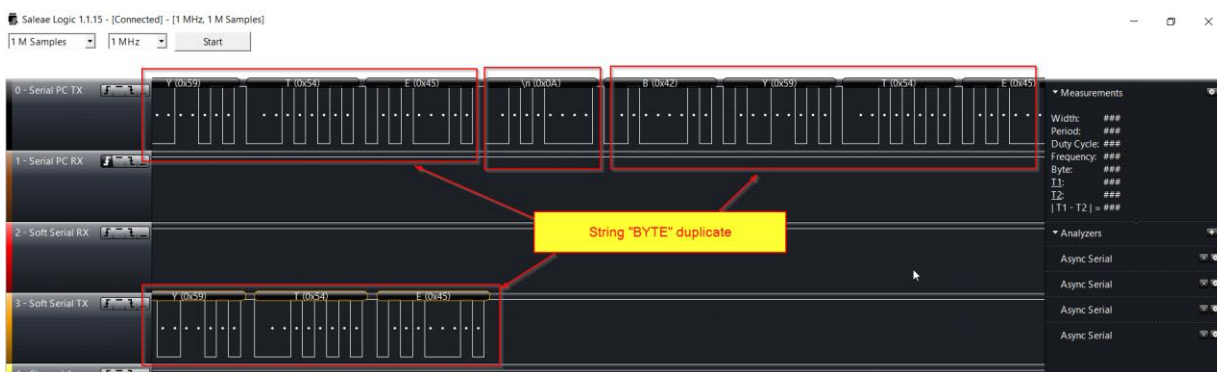 Saleae Logic 1.1.15 - [Connected] - [1 MHz, 1 M Samples]
1 M Samples 1 MHz Start
0 - Serial PC TX
Y (0x59) T (0x54) E (0x45) \n (0x0A) B (0x42) Y (0x59) T (0x54) E (0x45)
1 - Serial PC RX
2 - Soft Serial RX
3 - Soft Serial TX
Y (0x59) T (0x54) E (0x45)
String "BYTE" duplicate
Measurements
Width: ###
Period: ###
Duty Cycle: ###
Frequency: ###
Byte: ###
T1: ###
T2: ###
| T1 - T2 | = ###
Analyzers
Async Serial
Async Serial
Async Serial
Async Serial